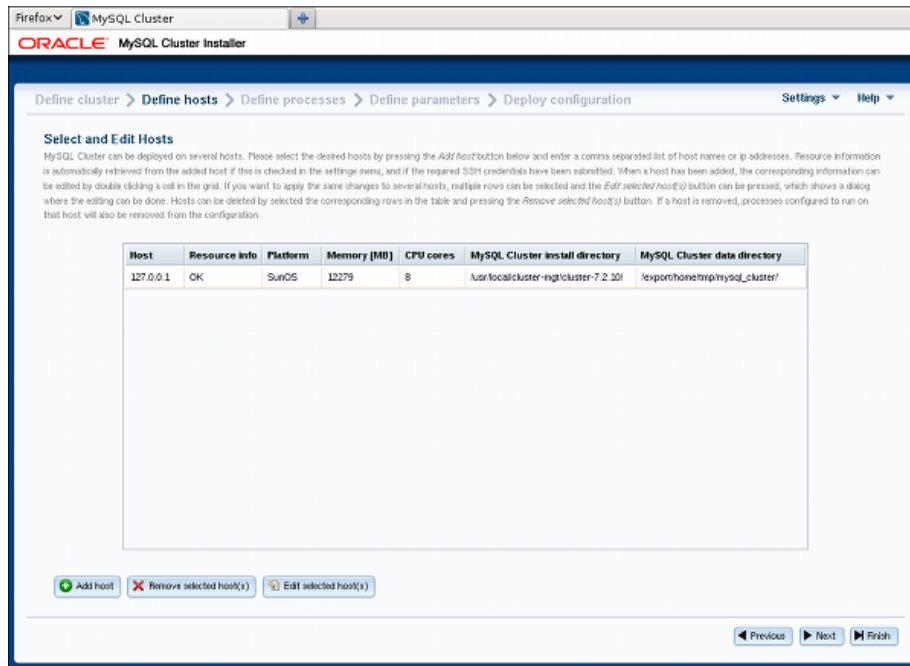 Firefox MySQL Cluster
ORACLE MySQL Cluster Installer
Define cluster Define hosts Define processes Define parameters Deploy configuration Settings Help
Select and Edit Hosts
MySQL Cluster can be deployed on several hosts. Please select the desired hosts by pressing the Add host button below and enter a comma separated list of host names or ip addresses. Resource information
is automatically retrieved from the added host if this is checked in the settings menu, and if the required SSH credentials have been submitted. When a host has been added, the corresponding information can
be edited by double clicking a cell in the grid. If you want to apply the same changes to several hosts, multiple rows can be selected and the Edit selected host(s) button can be pressed, which shows a dialog
where the editing can be done. Hosts can be deleted by selected the corresponding rows in the table and pressing the Remove selected host(s) button. If a host is removed, processes configured to run on
that host will also be removed from the configuration.
Host Resource info Platform Memory [MB] CPU cores MySQL Cluster install directory MySQL Cluster data directory
127.0.0.1 OK SunOS 12279 8 /usr/local/cluster-mgt/cluster-7.2.10/ /export/home/tmp/mysql_cluster/
Add host Remove selected host(s) Edit selected host(s)
Previous Next Finish